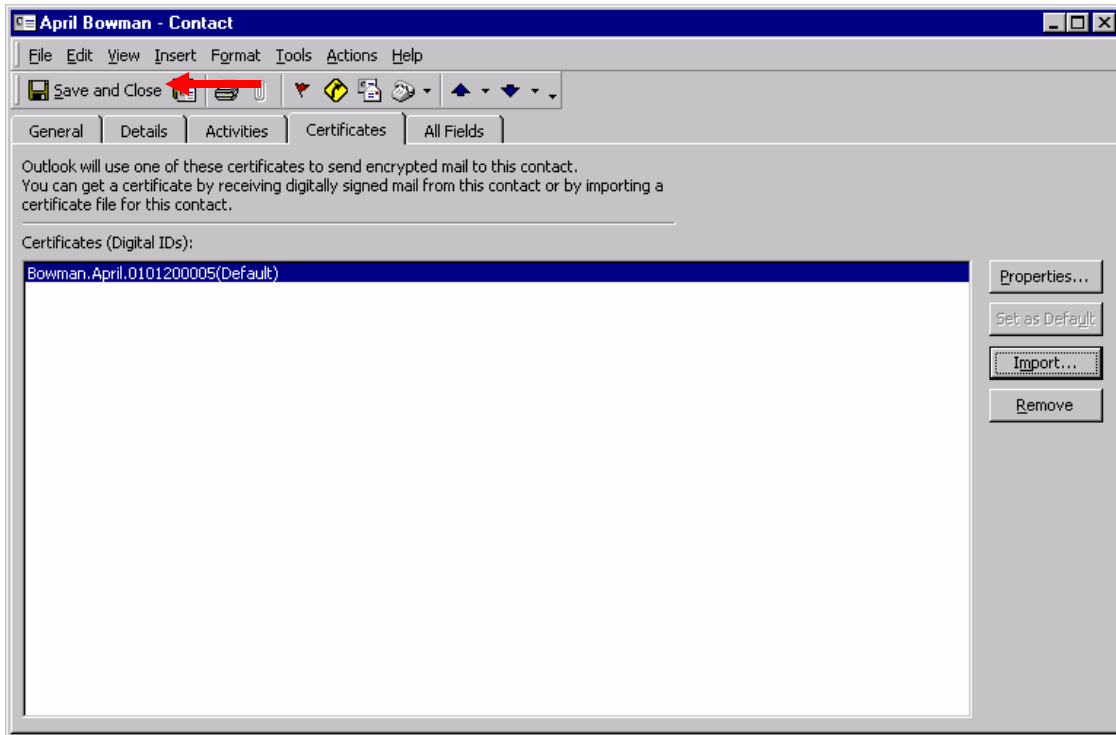 April Bowman - Contact
File Edit View Insert Format Tools Actions Help
Save and Close
General Details Activities Certificates All Fields
Outlook will use one of these certificates to send encrypted mail to this contact.
You can get a certificate by receiving digitally signed mail from this contact or by importing a
certificate file for this contact.
Certificates (Digital IDs):
Bowman.April.0101200005(Default)
Properties...
Set as Default
Import...
Remove